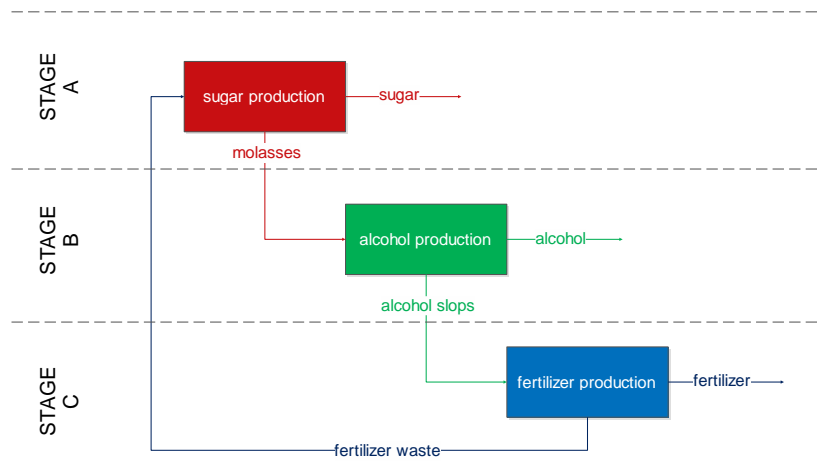 STAGE
A
sugar production
sugar
molasses
STAGE
B
alcohol production
alcohol
alcohol slops
STAGE
C
fertilizer production
fertilizer
fertilizer waste